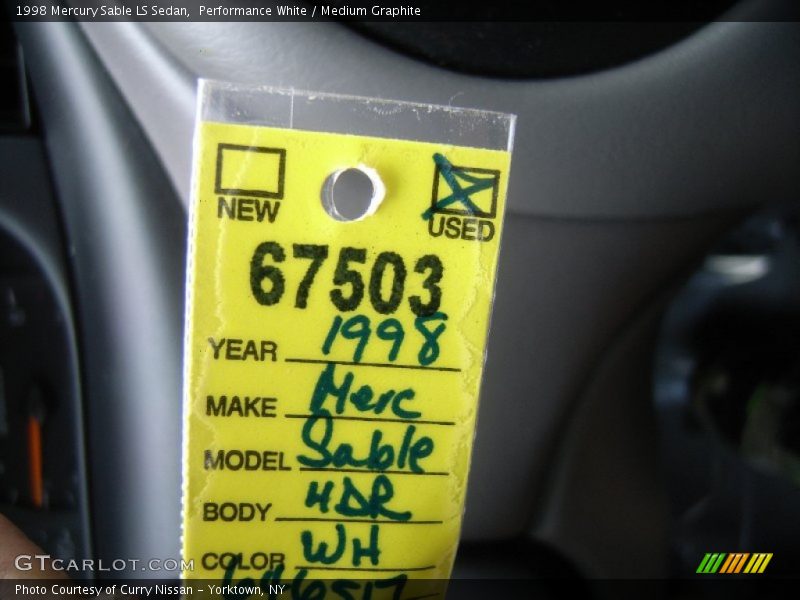 1998 Mercury Sable LS Sedan,  Performance White / Medium Graphite
NEW
USED
67503
YEAR 1998
MAKE Merc
MODEL Sable
BODY 4DR
COLOR WH
GTCARLOT.COM
Photo Courtesy of Curry Nissan - Yorktown, NY